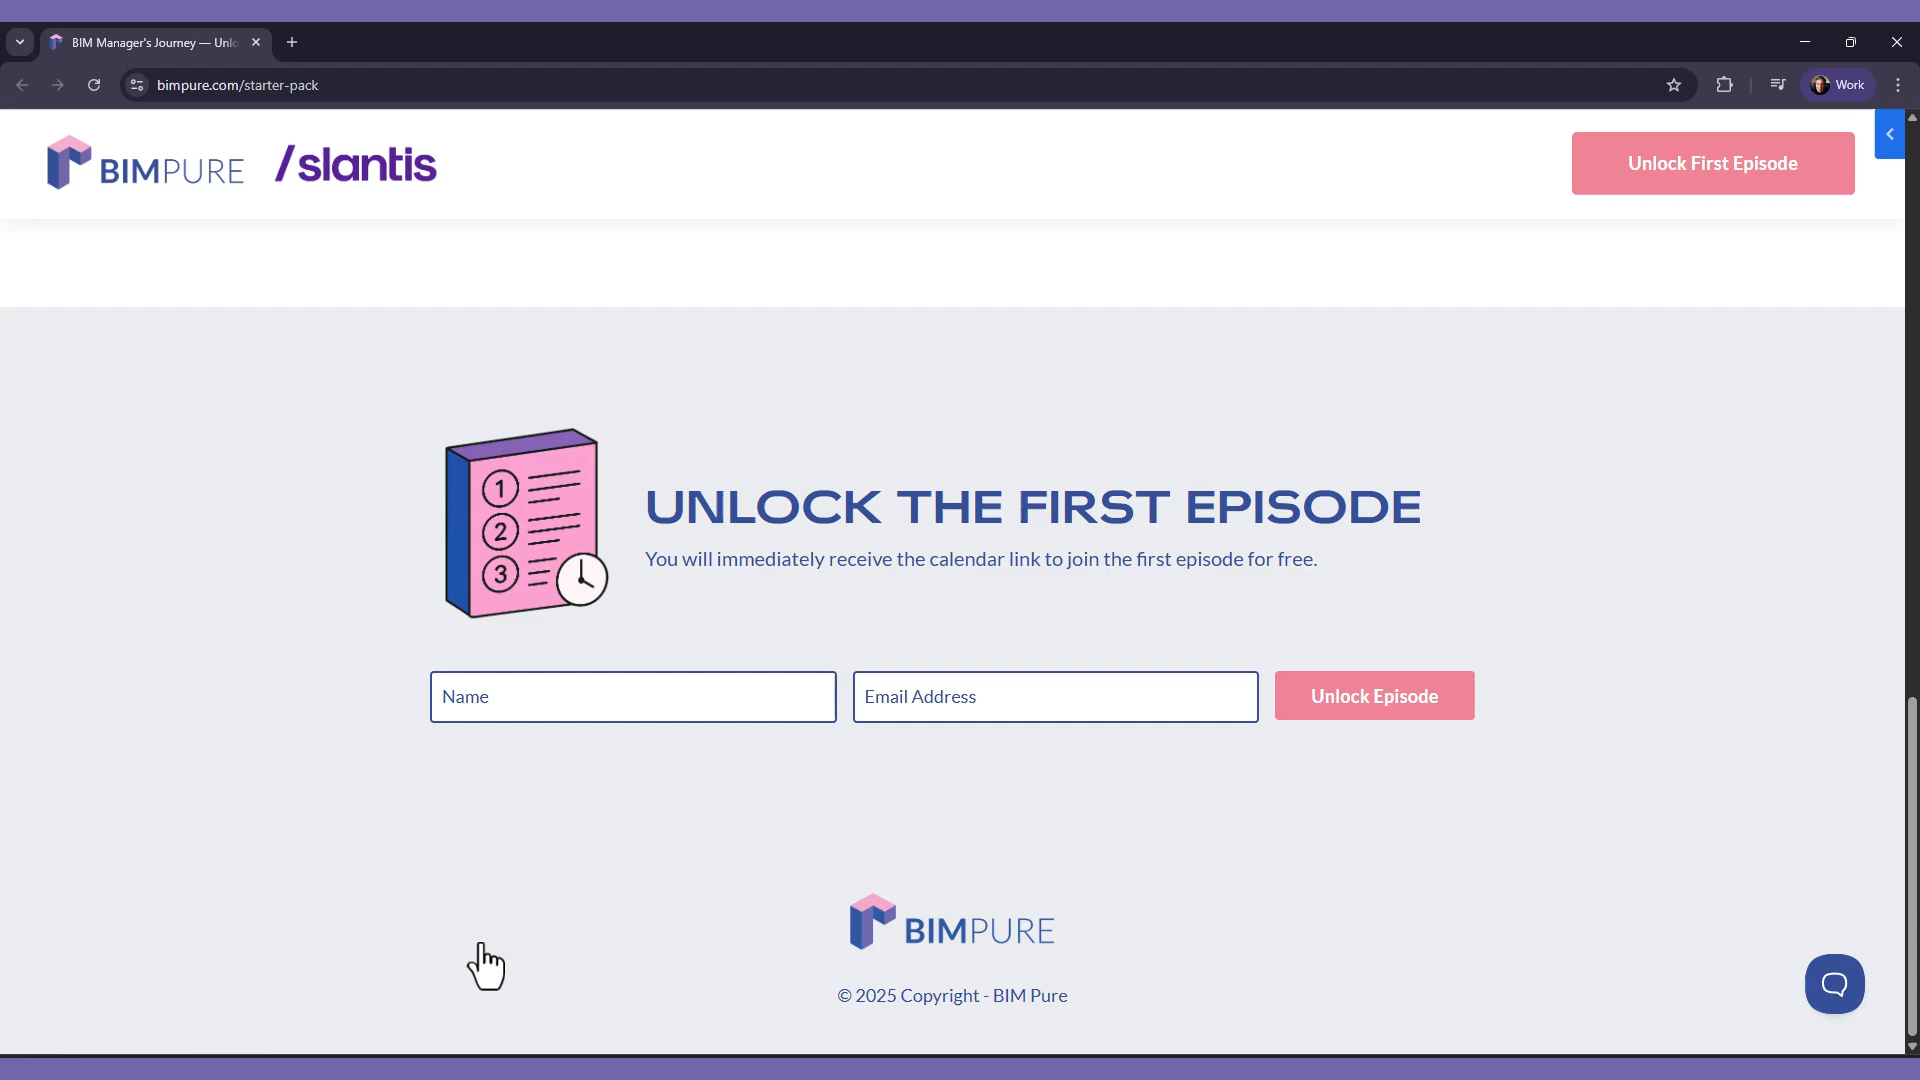 BIM Manager's Journey — Unlo
bimpure.com/starter-pack
Work
BIMPURE
/slantis
Unlock First Episode
1
2
3
UNLOCK THE FIRST EPISODE
You will immediately receive the calendar link to join the first episode for free.
Name
Email Address
Unlock Episode
BIMPURE
© 2025 Copyright - BIM Pure